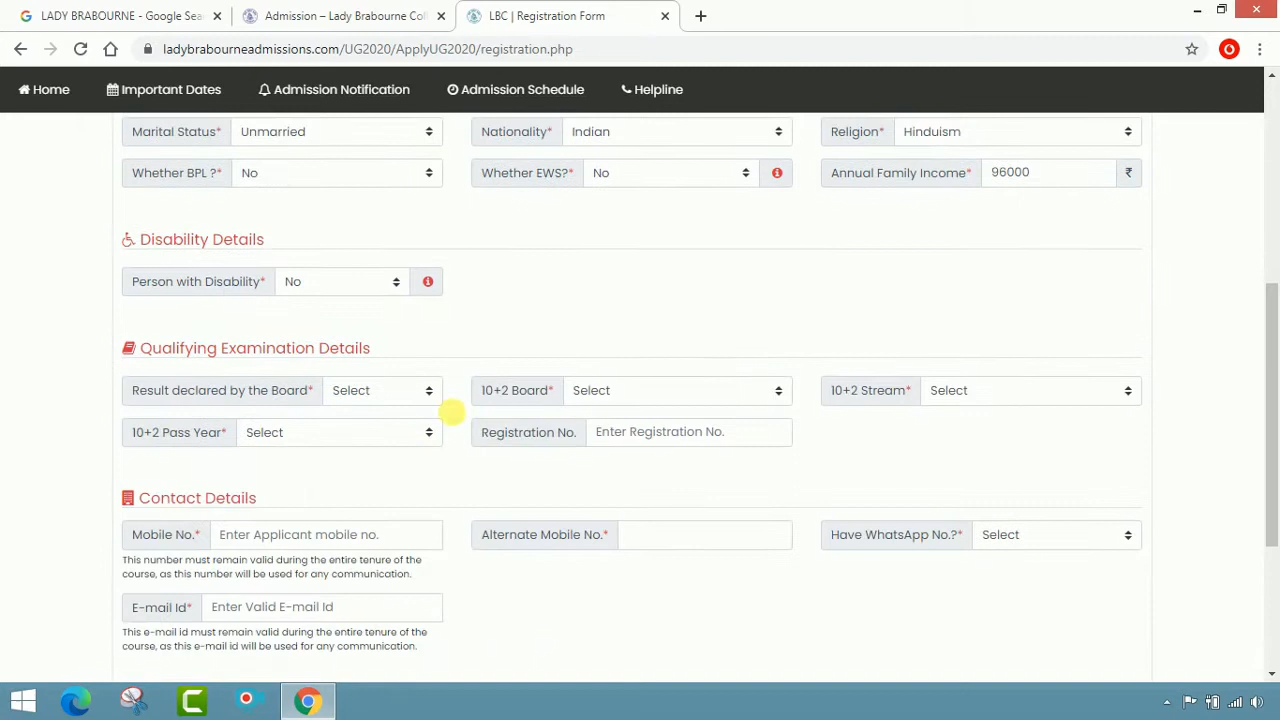 LADY BRABOURNE - Google Sea
Admission – Lady Brabourne Coll
LBC | Registration Form
ladybrabourneadmissions.com/UG2020/ApplyUG2020/registration.php
Home Important Dates Admission Notification Admission Schedule Helpline
Marital Status* Unmarried Nationality* Indian Religion* Hinduism
Whether BPL ?* No Whether EWS?* No Annual Family Income* 96000 ₹
Disability Details
Person with Disability* No
Qualifying Examination Details
Result declared by the Board* Select 10+2 Board* Select 10+2 Stream* Select
10+2 Pass Year* Select Registration No. Enter Registration No.
Contact Details
Mobile No.* Enter Applicant mobile no. Alternate Mobile No.* Have WhatsApp No.?* Select
This number must remain valid during the entire tenure of the
course, as this number will be used for any communication.
E-mail Id* Enter Valid E-mail Id
This e-mail id must remain valid during the entire tenure of the
course, as this e-mail id will be used for any communication.